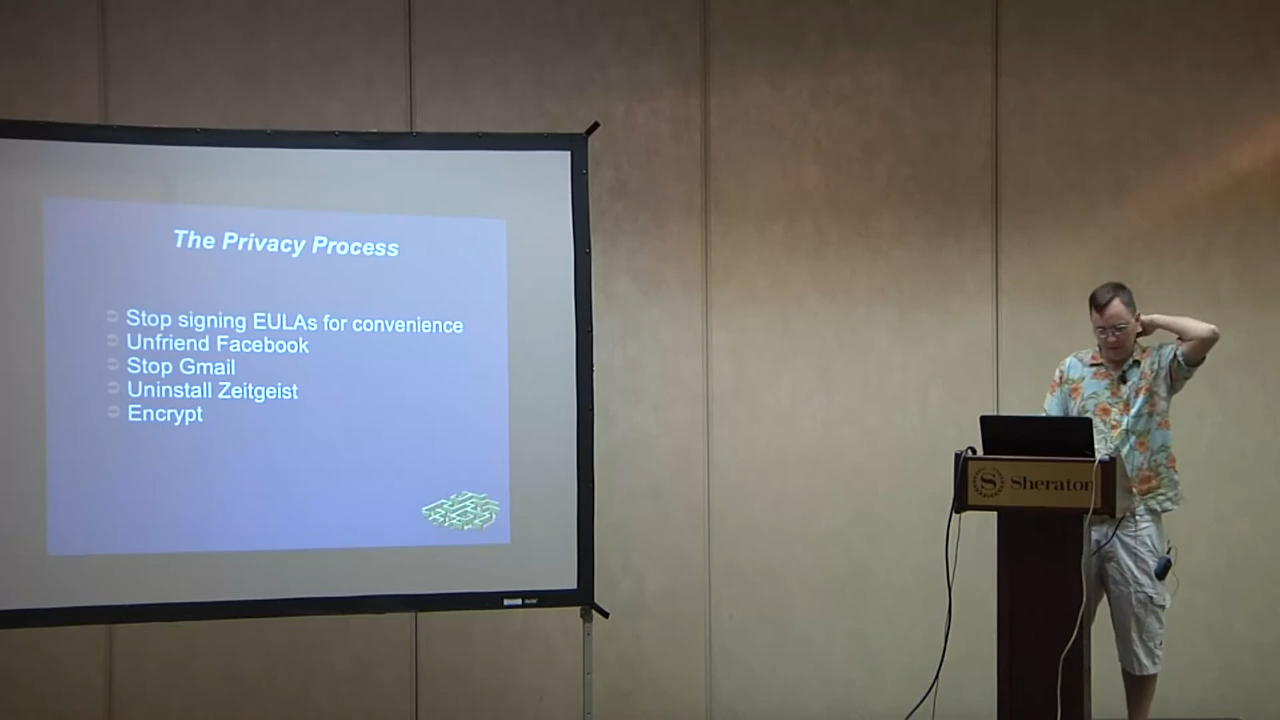 The Privacy Process
Stop signing EULAs for convenience
Unfriend Facebook
Stop Gmail
Uninstall Zeitgeist
Encrypt
S
Sheraton